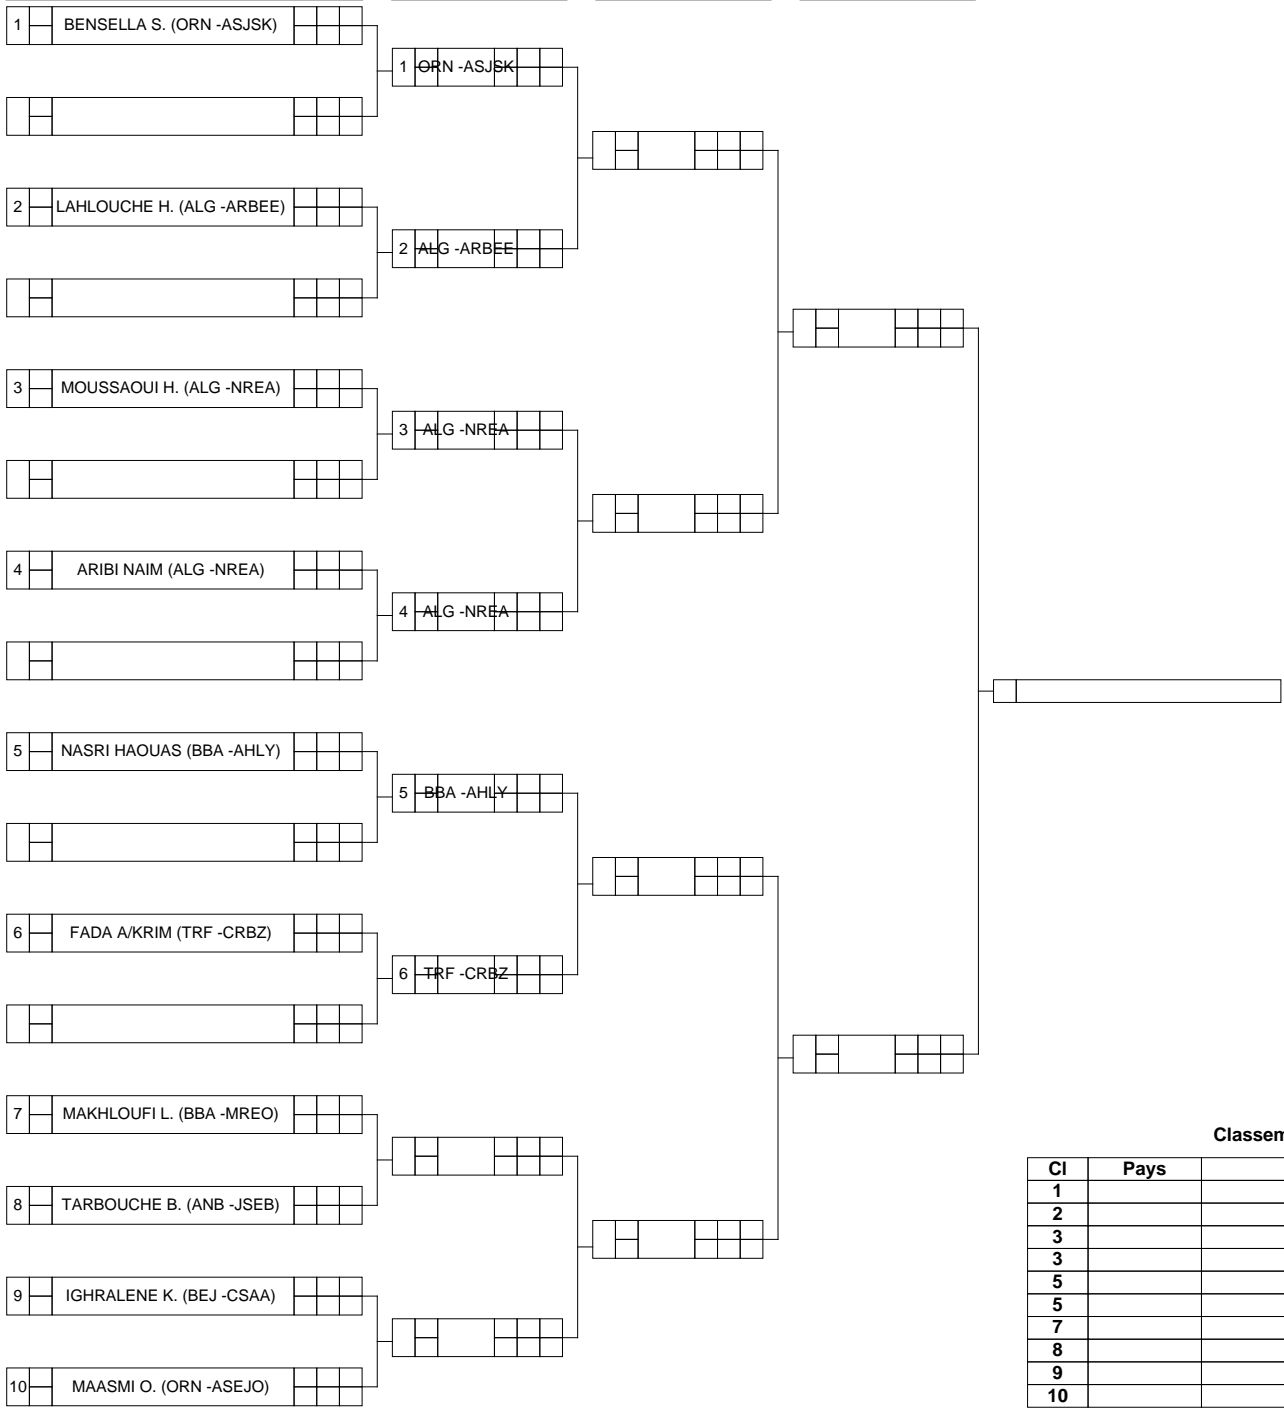 1 BENSELLA S. (ORN -ASJSK)
1 ORN -ASJSK
2 LAHLOUCHE H. (ALG -ARBEE)
2 ALG -ARBEE
3 MOUSSAOUI H. (ALG -NREA)
3 ALG -NREA
4 ARIBI NAIM (ALG -NREA)
4 ALG -NREA
5 NASRI HAOUAS (BBA -AHLY)
5 BBA -AHLY
6 FADA A/KRIM (TRF -CRBZ)
6 TRF -CRBZ
7 MAKHLOUFI L. (BBA -MREO)
8 TARBOUCHE B. (ANB -JSEB)
9 IGHRALENE K. (BEJ -CSAA)
10 MAASMI O. (ORN -ASEJO)
Classem
Cl Pays
1
2
3
3
5
5
7
8
9
10